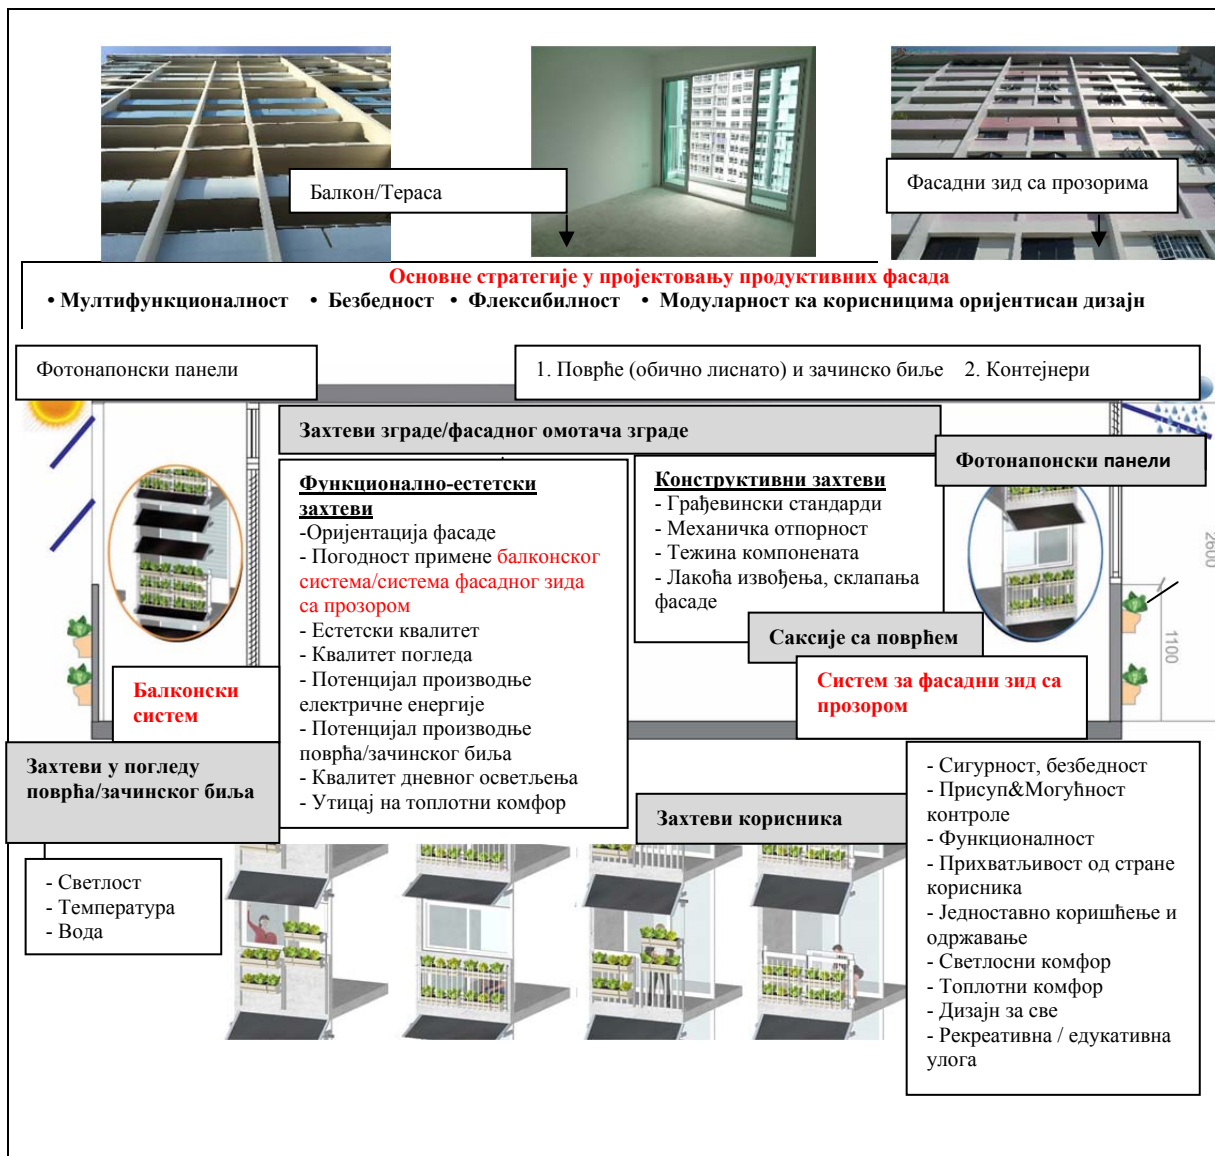 Балкон/Тераса
Фасадни зид са прозорима
Основне стратегије у пројектовању продуктивних фасада
• Мултифункционалност • Безбедност • Флексибилност • Модуларност ка корисницима оријентисан дизајн
Фотонапонски панели
1. Поврће (обично лиснато) и зачинско биље 2. Контејнери
Захтеви зграде/фасадног омотача зграде
Фотонапонски панели
Функционално-естетски
захтеви
-Оријентација фасаде
- Погодност примене балконског
система/система фасадног зида
са прозором
- Естетски квалитет
- Квалитет погледа
- Потенцијал производње
електричне енергије
- Потенцијал производње
поврћа/зачинског биља
- Квалитет дневног осветљења
- Утицај на топлотни комфор
Конструктивни захтеви
- Грађевински стандарди
- Механичка отпорност
- Тежина компонената
- Лакоћа извођења, склапања
фасаде
2600
1100
Саксије са поврћем
Балконски
систем
Систем за фасадни зид са
прозором
Захтеви у погледу
поврћа/зачинског биља
- Светлост
- Температура
- Вода
Захтеви корисника
- Сигурност, безбедност
- Присуп&Могућност
контроле
- Функционалност
- Прихватљивост од стране
корисника
- Једноставно коришћење и
одржавање
- Светлосни комфор
- Топлотни комфор
- Дизајн за све
- Рекреативна / едукативна
улога